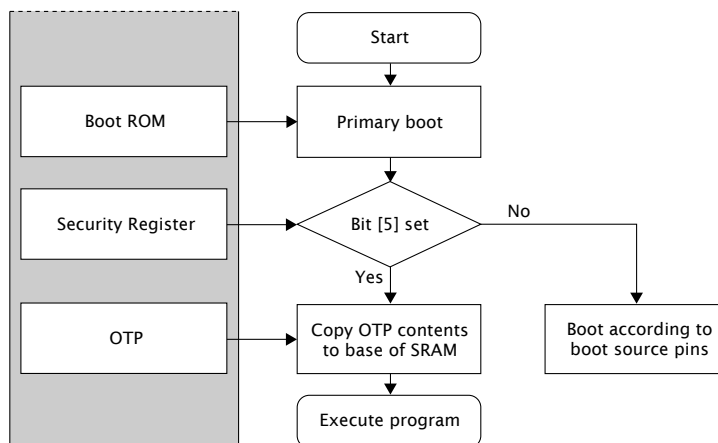 Start
Boot ROM
Primary boot
Security Register
Bit [5] set
No
Yes
OTP
Copy OTP contents
to base of SRAM
Boot according to
boot source pins
Execute program